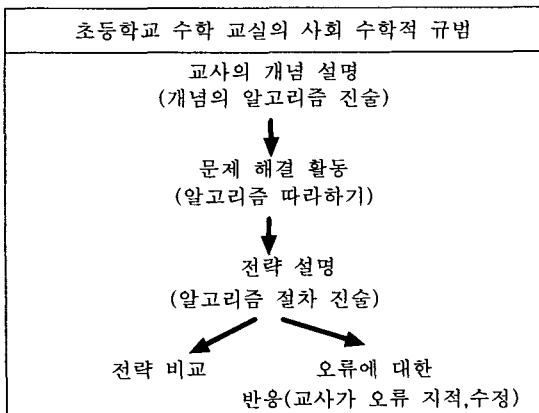 초등학교 수학 교실의 사회 수학적 규범
교사의 개념 설명
(개념의 알고리즘 진술)
문제 해결 활동
(알고리즘 따라하기)
전략 설명
(알고리즘 절차 진술)
전략 비교
오류에 대한
반응(교사가 오류 지적,수정)